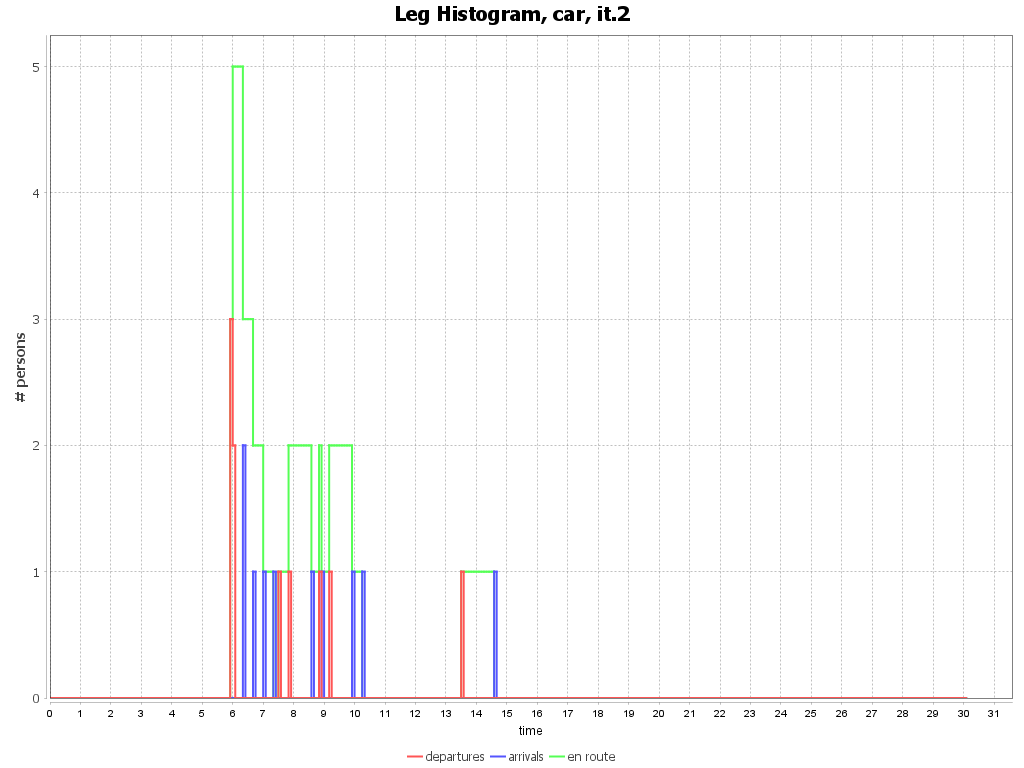 Leg Histogram, car, it.2
# persons
5
4
3
2
1
0
0 1 2 3 4 5 6 7 8 9 10 11 12 13 14 15 16 17 18 19 20 21 22 23 24 25 26 27 28 29 30 31
time
departures arrivals en route